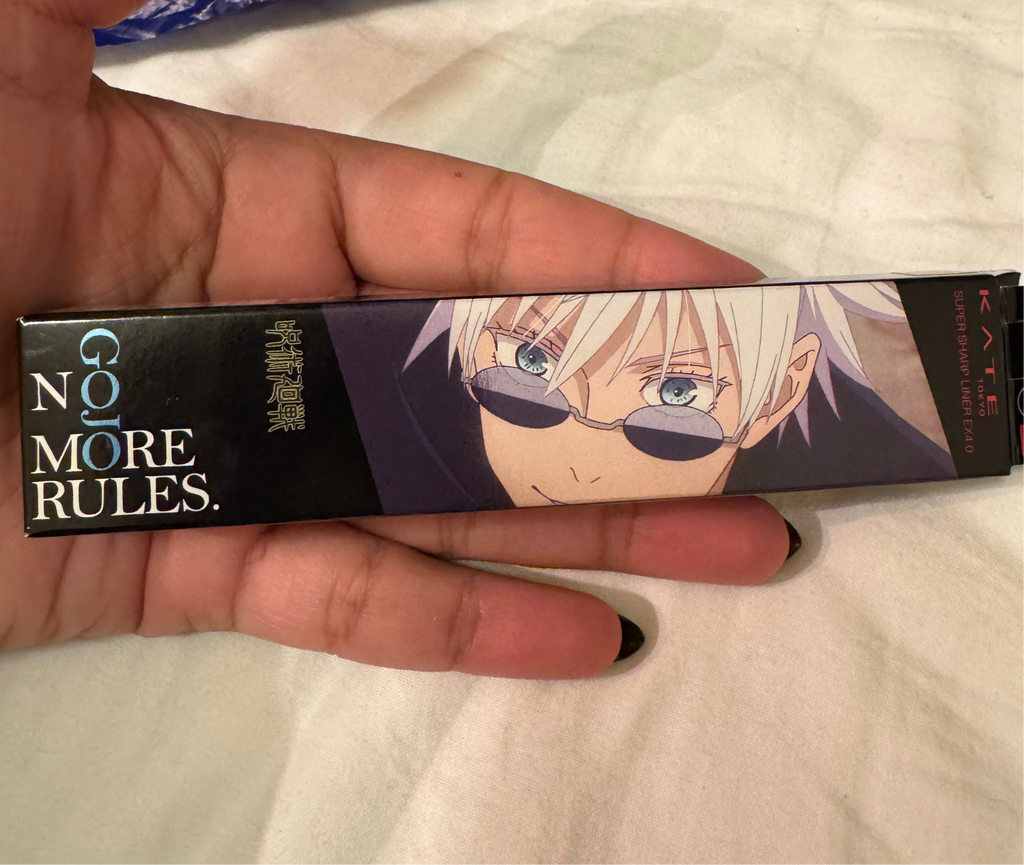 GOJO
NO
MORE
RULES.
呪術廻戦
KATE
TOKYO
SUPER SHARP LINER EX4.0